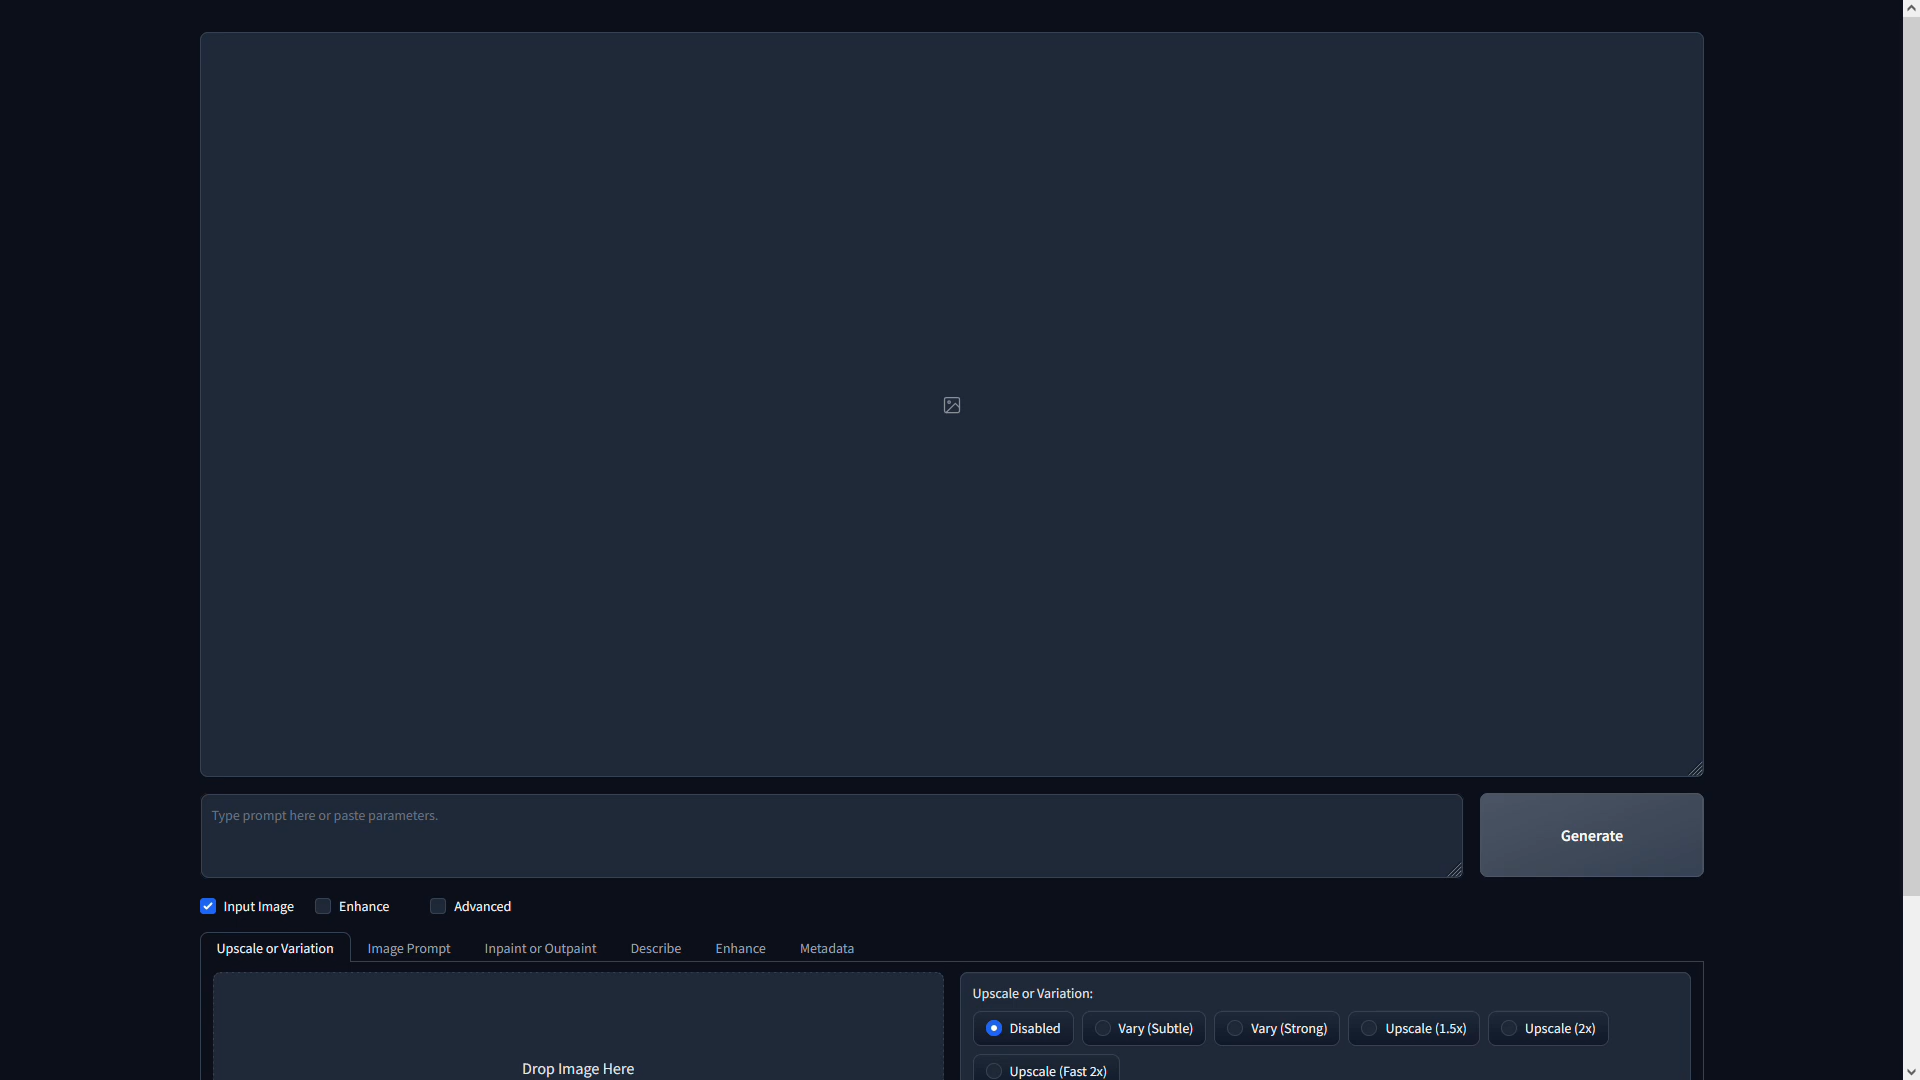 Type prompt here or paste parameters.
Generate
Input Image Enhance Advanced
Upscale or Variation Image Prompt Inpaint or Outpaint Describe Enhance Metadata
Upscale or Variation:
Disabled Vary (Subtle) Vary (Strong) Upscale (1.5x) Upscale (2x)
Drop Image Here
Upscale (Fast 2x)